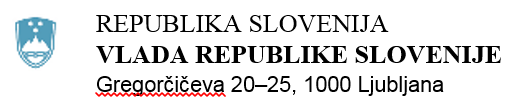 REPUBLIKA SLOVENIJA
VLADA REPUBLIKE SLOVENIJE
Gregorčičeva 20–25, 1000 Ljubljana